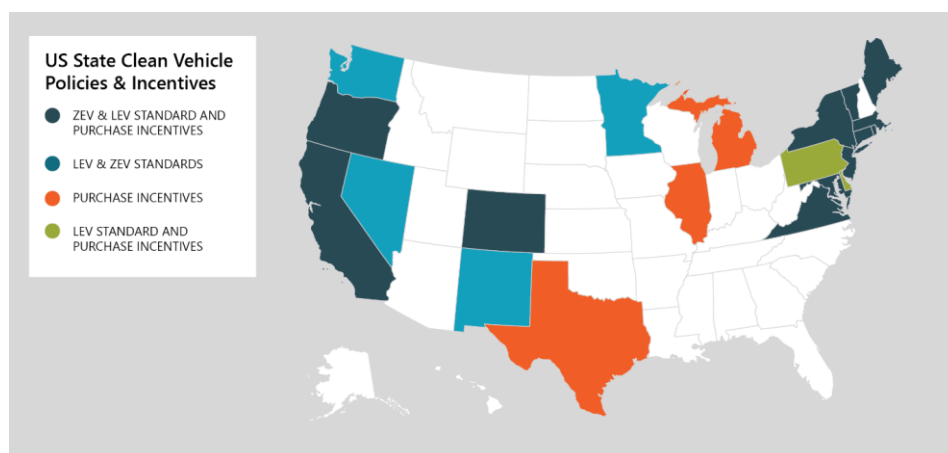 US State Clean Vehicle
Policies & Incentives
ZEV & LEV STANDARD AND
PURCHASE INCENTIVES
LEV & ZEV STANDARDS
PURCHASE INCENTIVES
LEV STANDARD AND
PURCHASE INCENTIVES